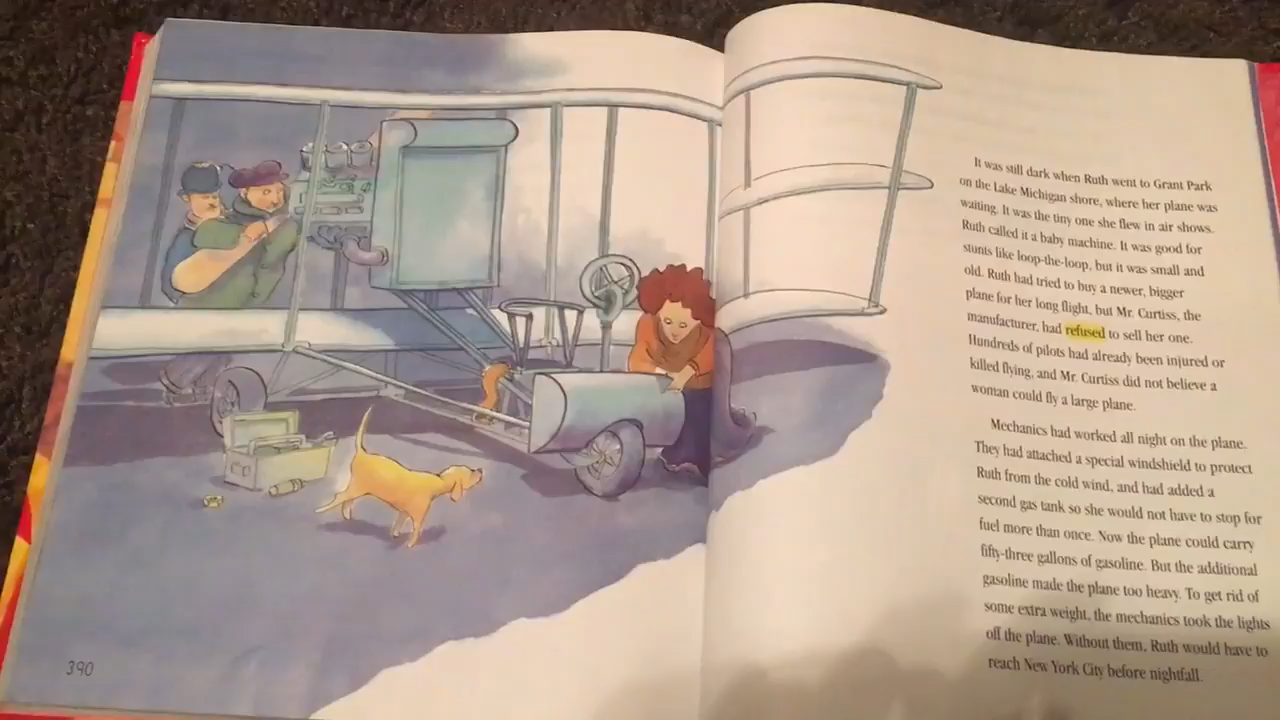 It was still dark when Ruth went to Grant Park
on the Lake Michigan shore, where her plane was
waiting. It was the tiny one she flew in air shows.
Ruth called it a baby machine. It was good for
stunts like loop-the-loop, but it was small and
old. Ruth had tried to buy a newer, bigger
plane for her long flight, but Mr. Curtiss, the
manufacturer, had refused to sell her one.
Hundreds of pilots had already been injured or
killed flying, and Mr. Curtiss did not believe a
woman could fly a large plane.
Mechanics had worked all night on the plane.
They had attached a special windshield to protect
Ruth from the cold wind, and had added a
second gas tank so she would not have to stop for
fuel more than once. Now the plane could carry
fifty-three gallons of gasoline. But the additional
gasoline made the plane too heavy. To get rid of
some extra weight, the mechanics took the lights
off the plane. Without them, Ruth would have to
reach New York City before nightfall.
390